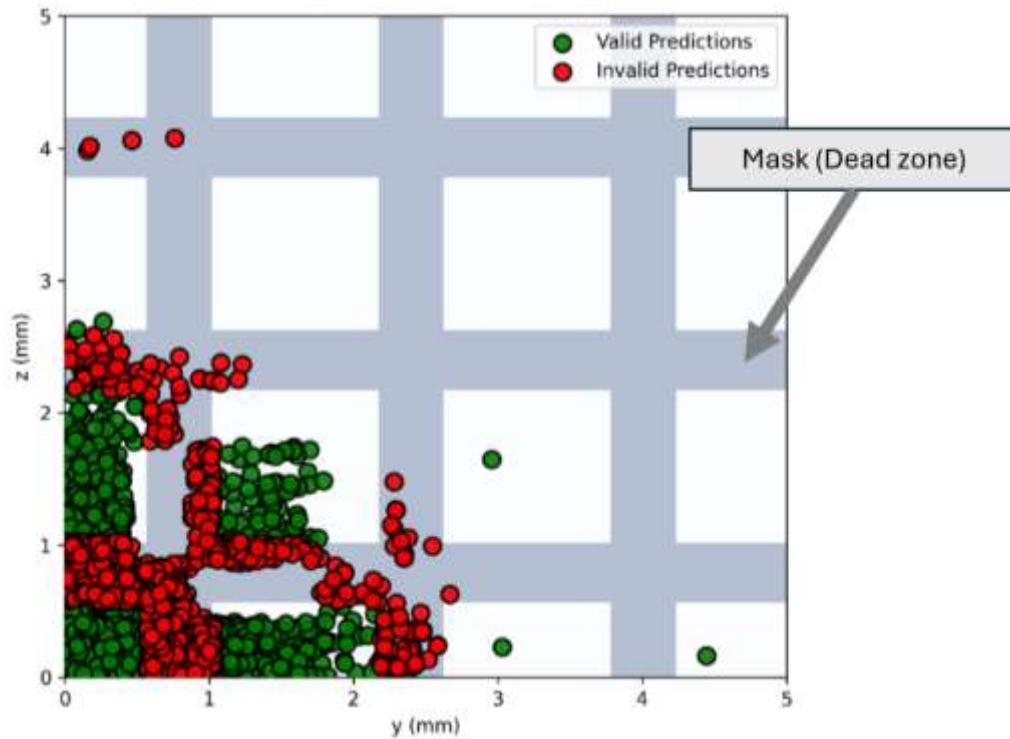 5
4
3
2
1
0
z (mm)
0
1
2
3
4
5
y (mm)
Valid Predictions
Invalid Predictions
Mask (Dead zone)